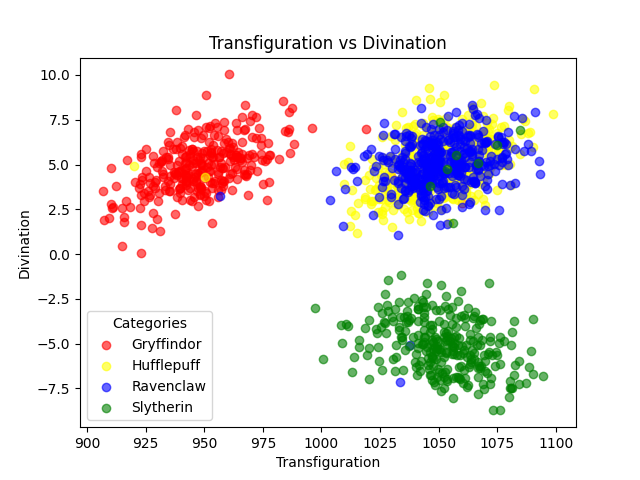 Transfiguration vs Divination
10.0
7.5
5.0
2.5
0.0
−2.5
−5.0
−7.5
Divination
Categories
Gryffindor
Hufflepuff
Ravenclaw
Slytherin
900 925 950 975 1000 1025 1050 1075 1100
Transfiguration